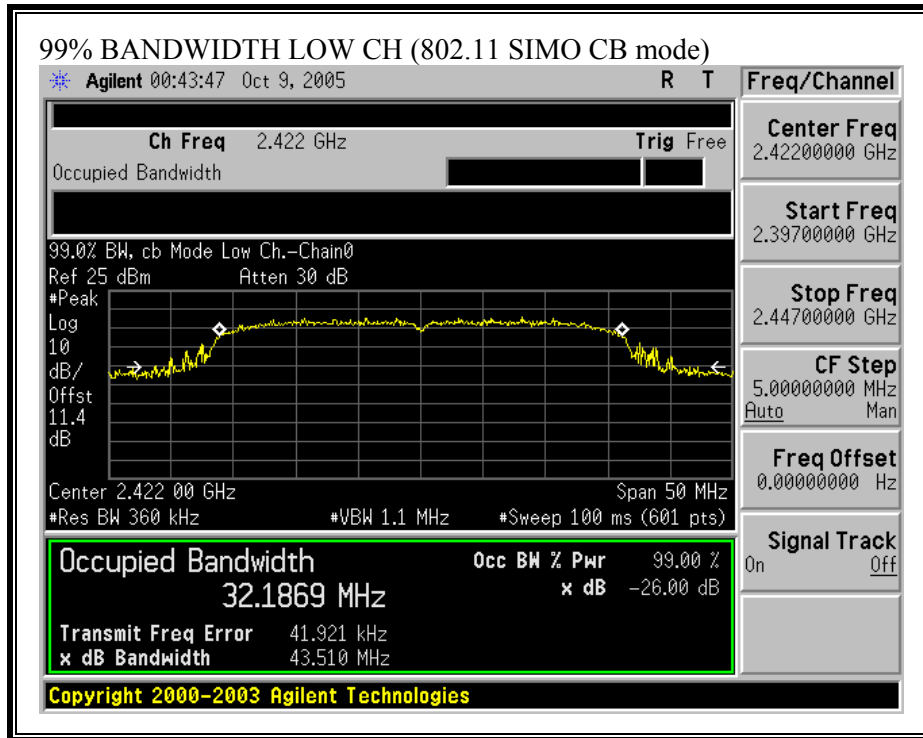 99% BANDWIDTH LOW CH (802.11 SIMO CB mode)
Agilent 00:43:47 Oct 9, 2005 R T
Freq/Channel
Ch Freq 2.422 GHz Trig Free
Occupied Bandwidth
Center Freq
2.42200000 GHz
Start Freq
2.39700000 GHz
Stop Freq
2.44700000 GHz
CF Step
5.00000000 MHz
Auto Man
Freq Offset
0.00000000 Hz
Signal Track
On Off
99.0% BW, cb Mode Low Ch.-Chain0
Ref 25 dBm Atten 30 dB
#Peak
Log
10
dB/
Offst
11.4
dB
Center 2.422 00 GHz Span 50 MHz
#Res BW 360 kHz #VBW 1.1 MHz #Sweep 100 ms (601 pts)
Occupied Bandwidth
32.1869 MHz
Occ BW % Pwr 99.00 %
x dB -26.00 dB
Transmit Freq Error 41.921 kHz
x dB Bandwidth 43.510 MHz
Copyright 2000-2003 Agilent Technologies